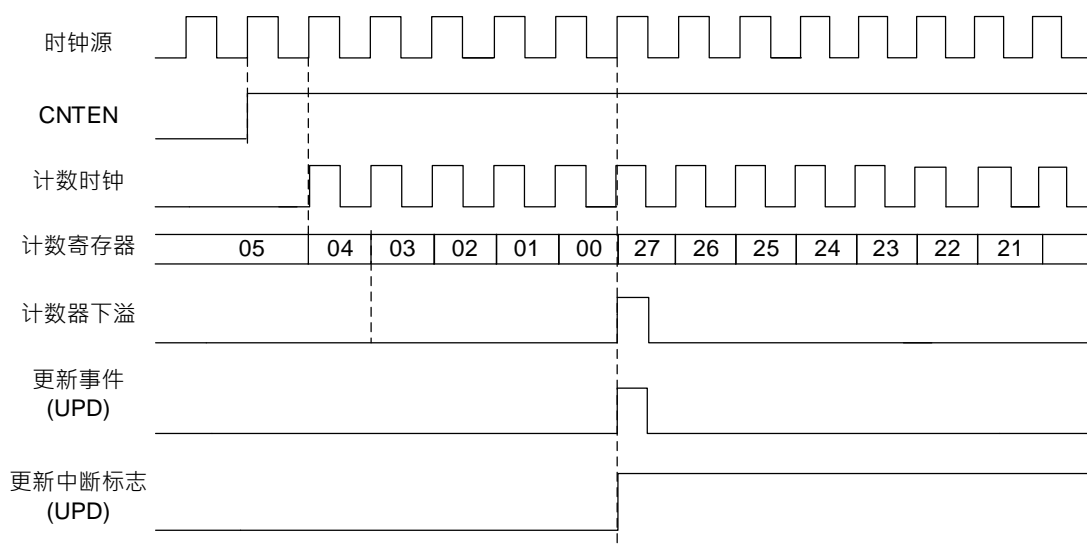 时钟源
CNTEN
计数时钟
计数寄存器 05 04 03 02 01 00 27 26 25 24 23 22 21
计数器下溢
更新事件
(UPD)
更新中断标志
(UPD)